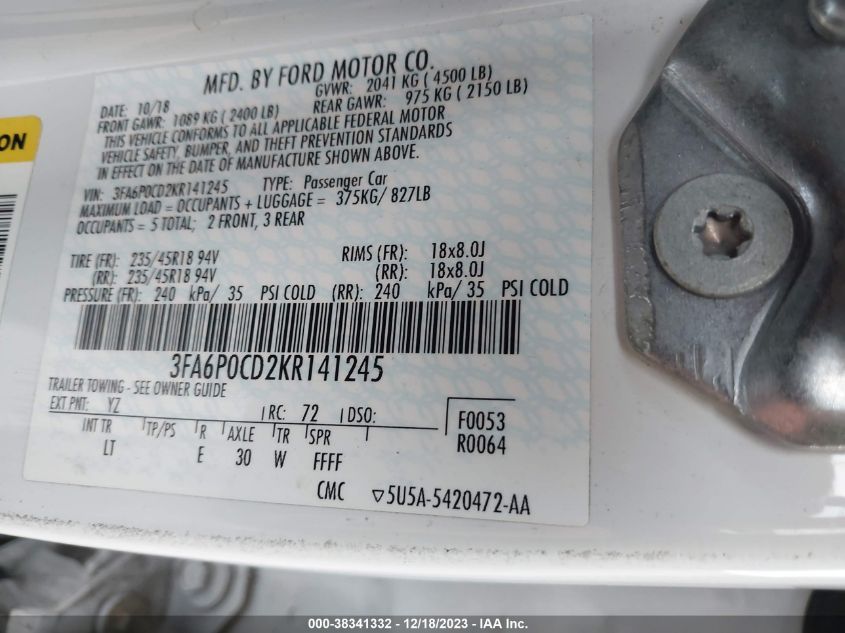 MFD. BY FORD MOTOR CO.
DATE: 10/18 GVWR: 2041 KG ( 4500 LB)
FRONT GAWR: 1089 KG ( 2400 LB) REAR GAWR: 975 KG ( 2150 LB)
THIS VEHICLE CONFORMS TO ALL APPLICABLE FEDERAL MOTOR
VEHICLE SAFETY, BUMPER, AND THEFT PREVENTION STANDARDS
IN EFFECT ON THE DATE OF MANUFACTURE SHOWN ABOVE.
ON
VIN: 3FA6P0CD2KR141245 TYPE: Passenger Car
MAXIMUM LOAD = OCCUPANTS + LUGGAGE = 375KG/ 827LB
OCCUPANTS = 5 TOTAL; 2 FRONT, 3 REAR
TIRE (FR): 235/45R18 94V RIMS (FR): 18x8.0J
(RR): 235/45R18 94V (RR): 18x8.0J
PRESSURE (FR): 240 kPa/ 35 PSI COLD (RR): 240 kPa/ 35 PSI COLD
3FA6P0CD2KR141245
TRAILER TOWING - SEE OWNER GUIDE
EXT PNT: YZ RC: 72 DSO: F0053
INT TR TP/PS R AXLE TR SPR R0064
LT E 30 W FFFF
CMC ▽5U5A-5420472-AA
000-38341332 - 12/18/2023 - IAA Inc.